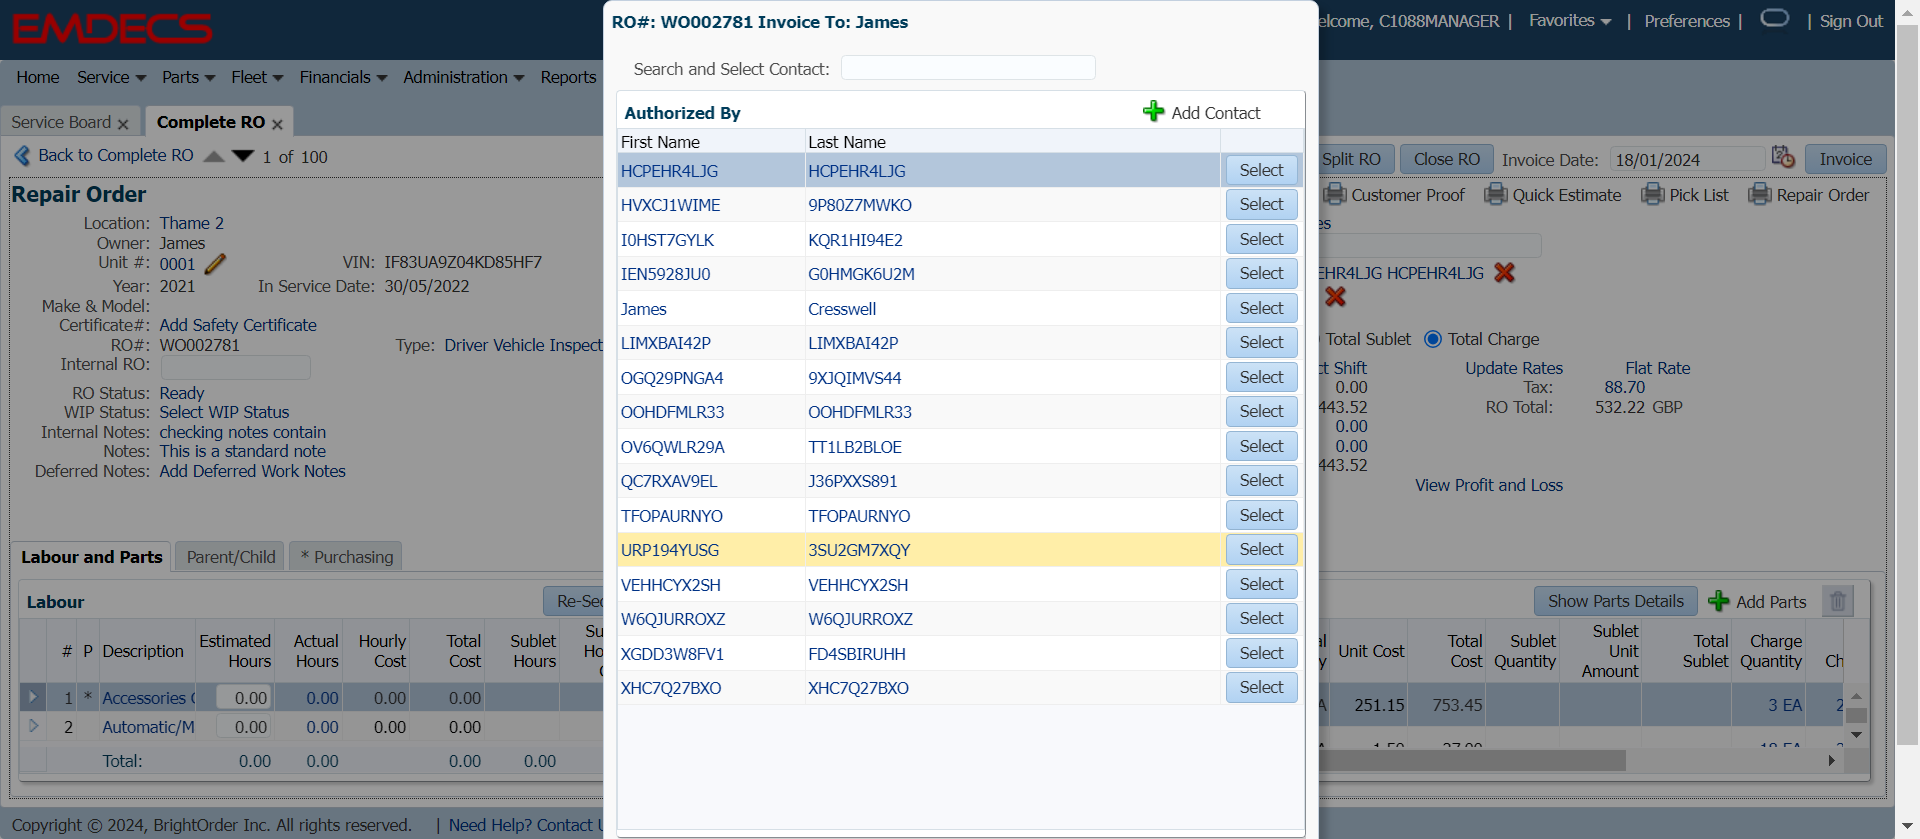 EMDECS
RO#: WO002781 Invoice To: James
elcome, C1088MANAGER | Favorites | Preferences | | Sign Out
Search and Select Contact:
Home Service Parts Fleet Financials Administration Reports
Service Board Complete RO
Authorized By Add Contact
First Name Last Name
HCPEHR4LJG HCPEHR4LJG Select
HVXCJ1WIME 9P80Z7MWKO Select
I0HST7GYLK KQR1HI94E2 Select
IEN5928JU0 G0HMGK6U2M Select
James Cresswell Select
LIMXBAI42P LIMXBAI42P Select
OGQ29PNGA4 9XJQIMVS44 Select
OOHDFMLR33 OOHDFMLR33 Select
OV6QWLR29A TT1LB2BLOE Select
QC7RXAV9EL J36PXXS891 Select
TFOPAURNYO TFOPAURNYO Select
URP194YUSG 3SU2GM7XQY Select
VEHHCYX2SH VEHHCYX2SH Select
W6QJURROXZ W6QJURROXZ Select
XGDD3W8FV1 FD4SBIRUHH Select
XHC7Q27BXO XHC7Q27BXO Select
Back to Complete RO 1 of 100
Split RO Close RO Invoice Date: 18/01/2024 Invoice
Repair Order
Customer Proof Quick Estimate Pick List Repair Order
Location: Thame 2
Owner: James
Unit #: 0001 VIN: IF83UA9Z04KD85HF7
Year: 2021 In Service Date: 30/05/2022
Make & Model:
Certificate#: Add Safety Certificate
RO#: WO002781 Type: Driver Vehicle Inspect
Internal RO:
RO Status: Ready
WIP Status: Select WIP Status
Internal Notes: checking notes contain
Notes: This is a standard note
Deferred Notes: Add Deferred Work Notes
es
EHR4LJG HCPEHR4LJG
Total Sublet Total Charge
ct Shift Update Rates Flat Rate
0.00 Tax: 88.70
443.52 RO Total: 532.22 GBP
0.00
0.00
443.52
View Profit and Loss
Labour and Parts Parent/Child * Purchasing
Labour Re-Sec
Show Parts Details Add Parts
# P Description Estimated Hours Actual Hours Hourly Cost Total Cost Sublet Hours
Unit Cost Total Cost Sublet Quantity Sublet Unit Amount Total Sublet Charge Quantity Ch
1 * Accessories 0.00 0.00 0.00 0.00
A 251.15 753.45 3 EA 2
2 Automatic/M 0.00 0.00 0.00 0.00
Total: 0.00 0.00 0.00 0.00
Copyright © 2024, BrightOrder Inc. All rights reserved. | Need Help? Contact U